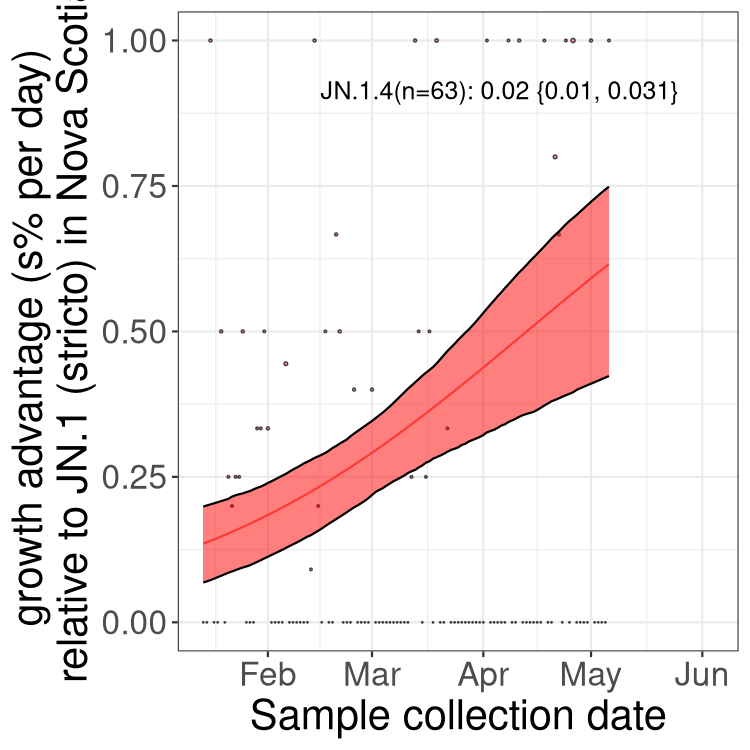 growth advantage (s% per day)
relative to JN.1 (stricto) in Nova Scotia
1.00
0.75
0.50
0.25
0.00
JN.1.4(n=63): 0.02 {0.01, 0.031}
Feb Mar Apr May Jun
Sample collection date